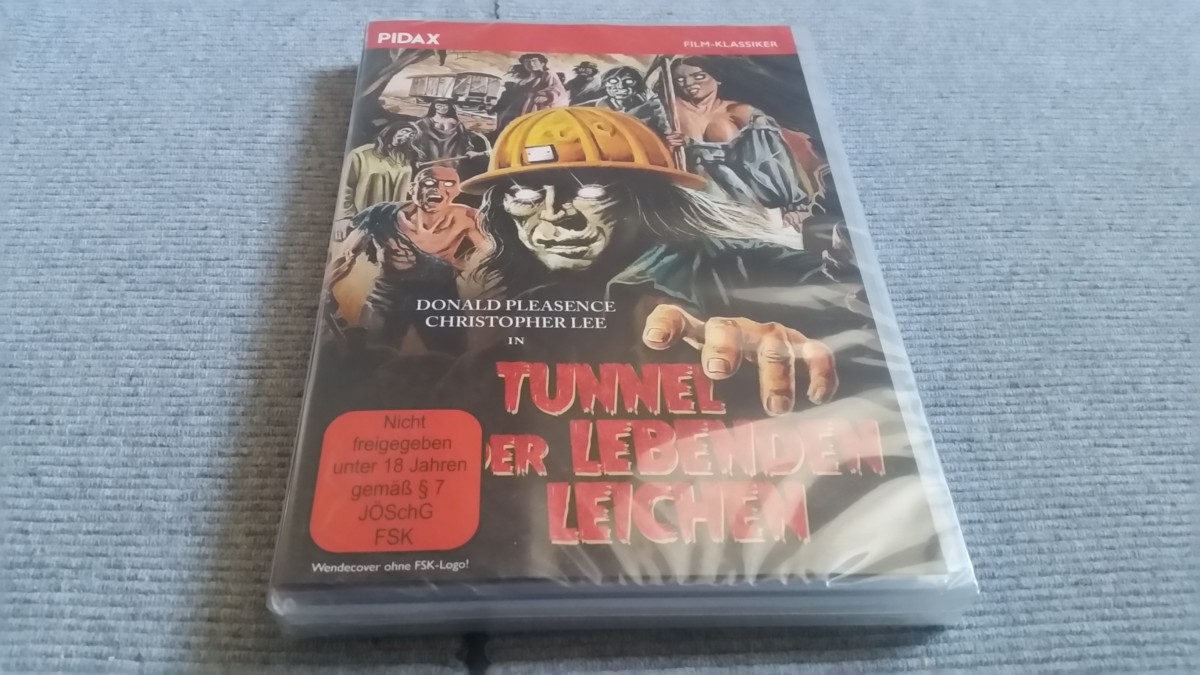 PIDAX
FILM-KLASSIKER
DONALD PLEASENCE
CHRISTOPHER LEE
IN
TUNNEL
DER LEBENDEN
LEICHEN
Nicht
freigegeben
unter 18 Jahren
gemäß § 7
JÖSchG
FSK
Wendecover ohne FSK-Logo!